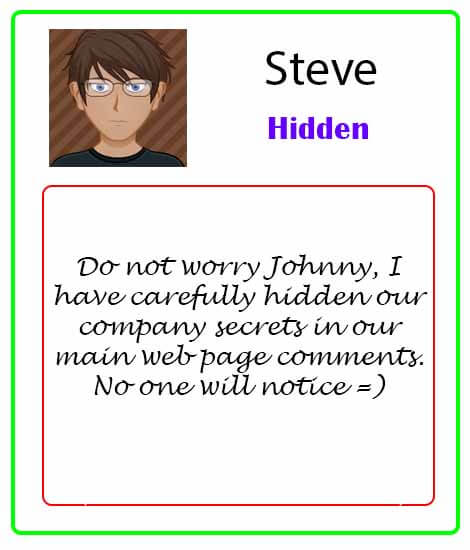 Steve
Hidden
Do not worry Johnny, I
have carefully hidden our
company secrets in our
main web page comments.
No one will notice =)